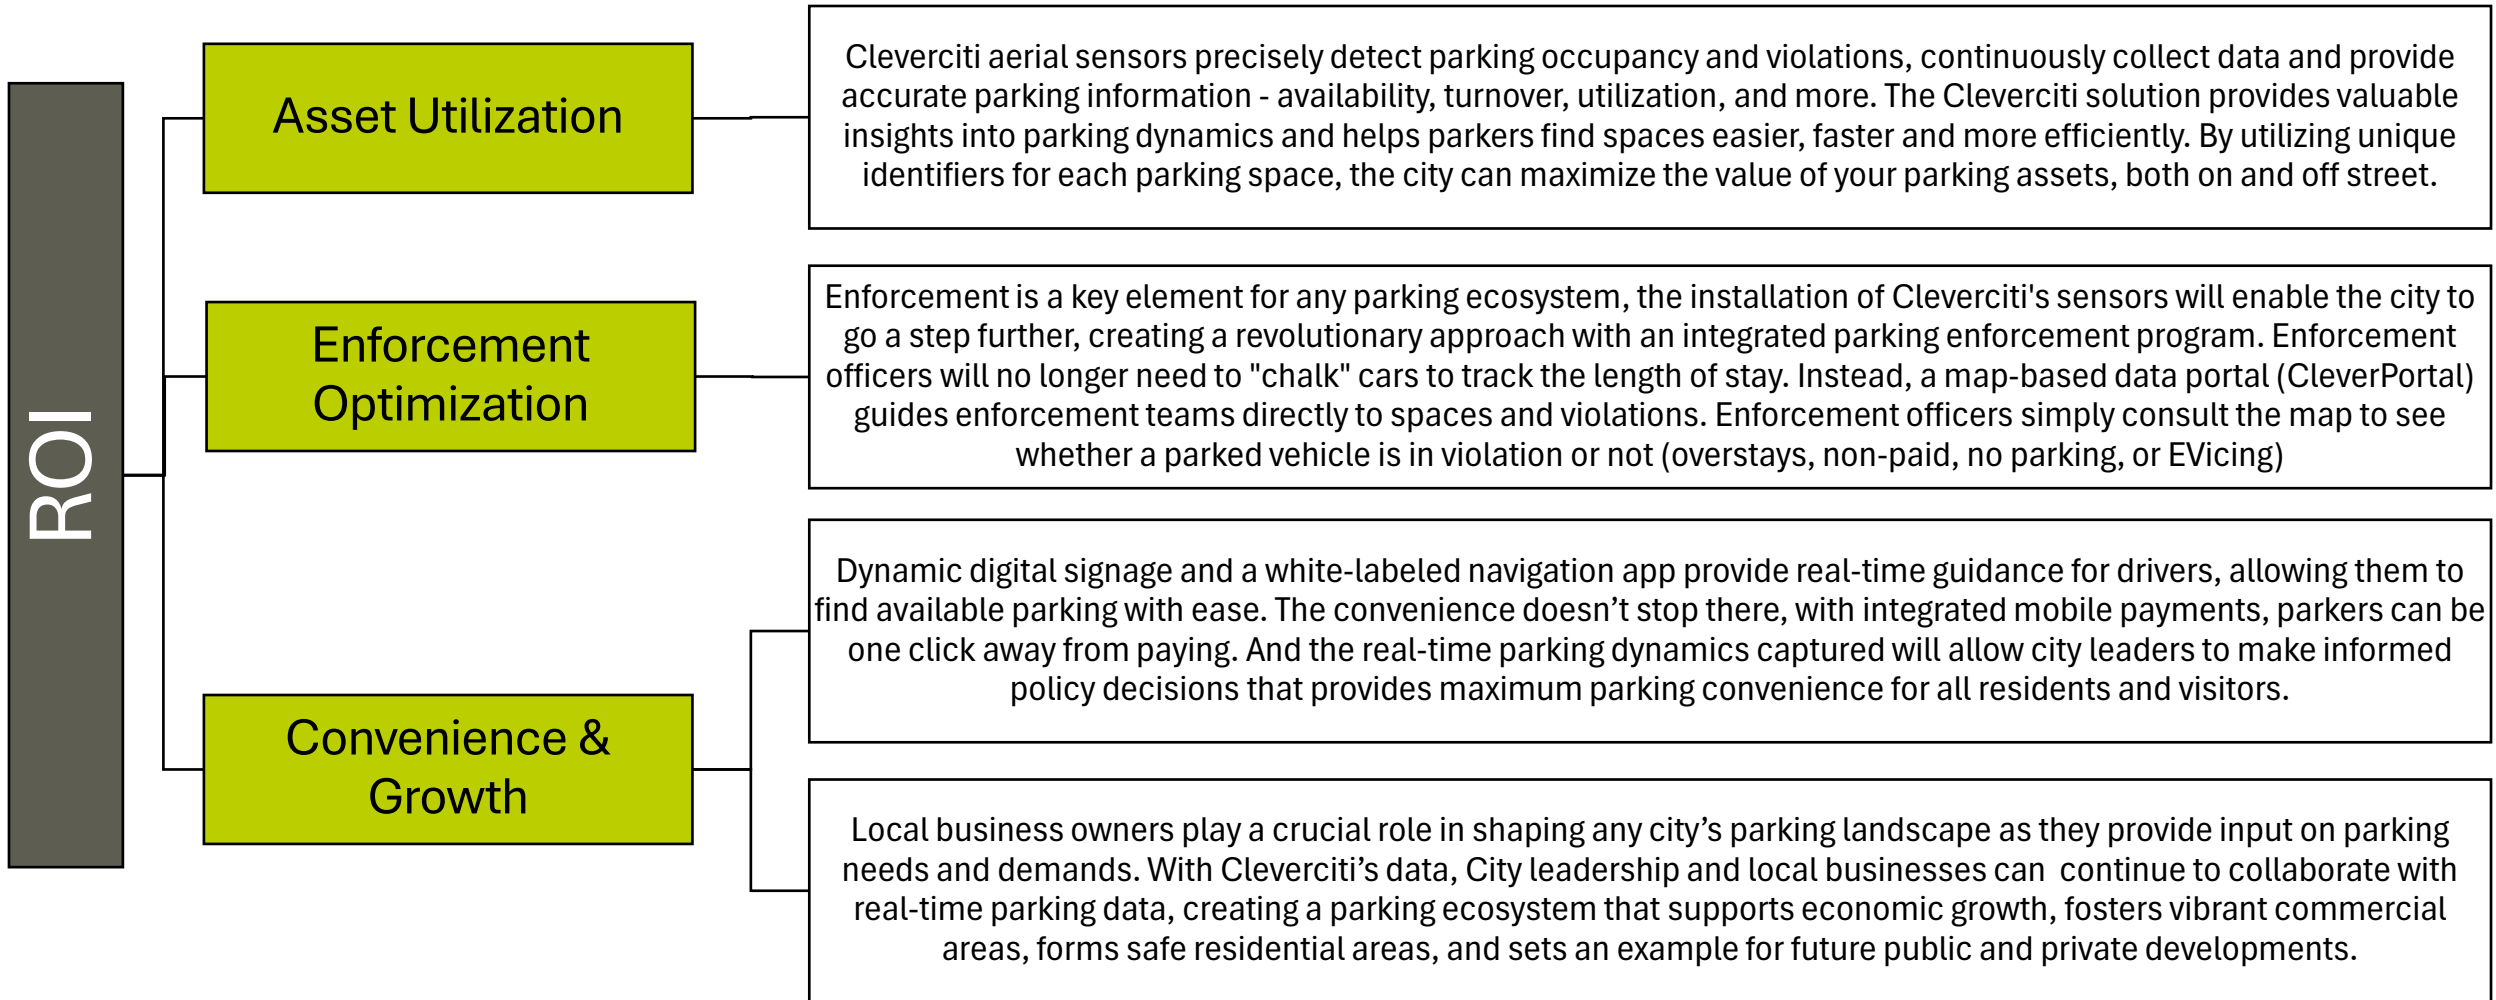 ROI
Asset Utilization
Cleverciti aerial sensors precisely detect parking occupancy and violations, continuously collect data and provide
accurate parking information - availability, turnover, utilization, and more. The Cleverciti solution provides valuable
insights into parking dynamics and helps parkers find spaces easier, faster and more efficiently. By utilizing unique
identifiers for each parking space, the city can maximize the value of your parking assets, both on and off street.
Enforcement
Optimization
Enforcement is a key element for any parking ecosystem, the installation of Cleverciti's sensors will enable the city to
go a step further, creating a revolutionary approach with an integrated parking enforcement program. Enforcement
officers will no longer need to "chalk" cars to track the length of stay. Instead, a map-based data portal (CleverPortal)
guides enforcement teams directly to spaces and violations. Enforcement officers simply consult the map to see
whether a parked vehicle is in violation or not (overstays, non-paid, no parking, or EVicing)
Convenience &
Growth
Dynamic digital signage and a white-labeled navigation app provide real-time guidance for drivers, allowing them to
find available parking with ease. The convenience doesn’t stop there, with integrated mobile payments, parkers can be
one click away from paying. And the real-time parking dynamics captured will allow city leaders to make informed
policy decisions that provides maximum parking convenience for all residents and visitors.
Local business owners play a crucial role in shaping any city’s parking landscape as they provide input on parking
needs and demands. With Cleverciti’s data, City leadership and local businesses can  continue to collaborate with
real-time parking data, creating a parking ecosystem that supports economic growth, fosters vibrant commercial
areas, forms safe residential areas, and sets an example for future public and private developments.